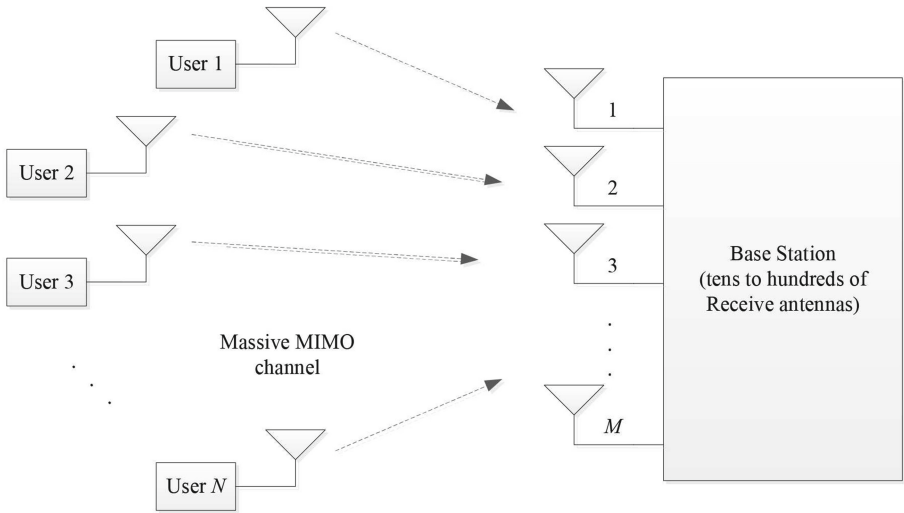 User 1
User 2
User 3
User N
Massive MIMO
channel
1
2
3
M
Base Station
(tens to hundreds of
Receive antennas)